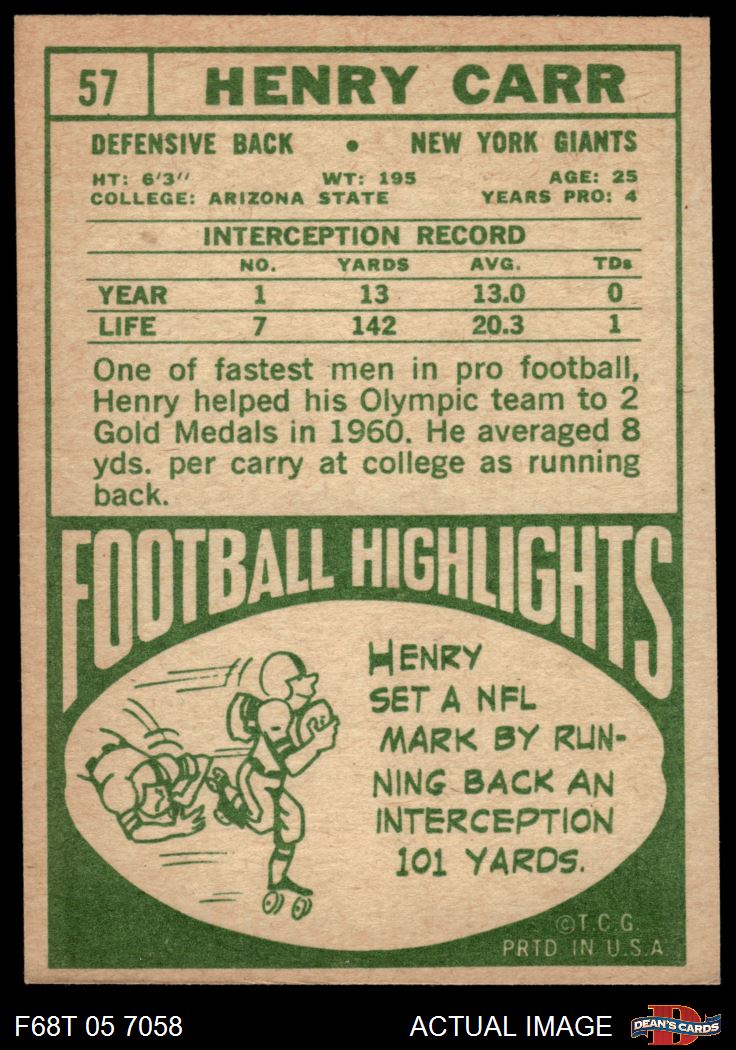 57 HENRY CARR
DEFENSIVE BACK • NEW YORK GIANTS
HT: 6'3" WT: 195 AGE: 25
COLLEGE: ARIZONA STATE YEARS PRO: 4
INTERCEPTION RECORD
NO. YARDS AVG. TDs
YEAR 1 13 13.0 0
LIFE 7 142 20.3 1
One of fastest men in pro football,
Henry helped his Olympic team to 2
Gold Medals in 1960. He averaged 8
yds. per carry at college as running
back.
FOOTBALL HIGHLIGHTS
HENRY
SET A NFL
MARK BY RUN-
NING BACK AN
INTERCEPTION
101 YARDS.
©T.C.G.
PRTD IN U.S.A
F68T 05 7058 ACTUAL IMAGE DEAN'S CARDS